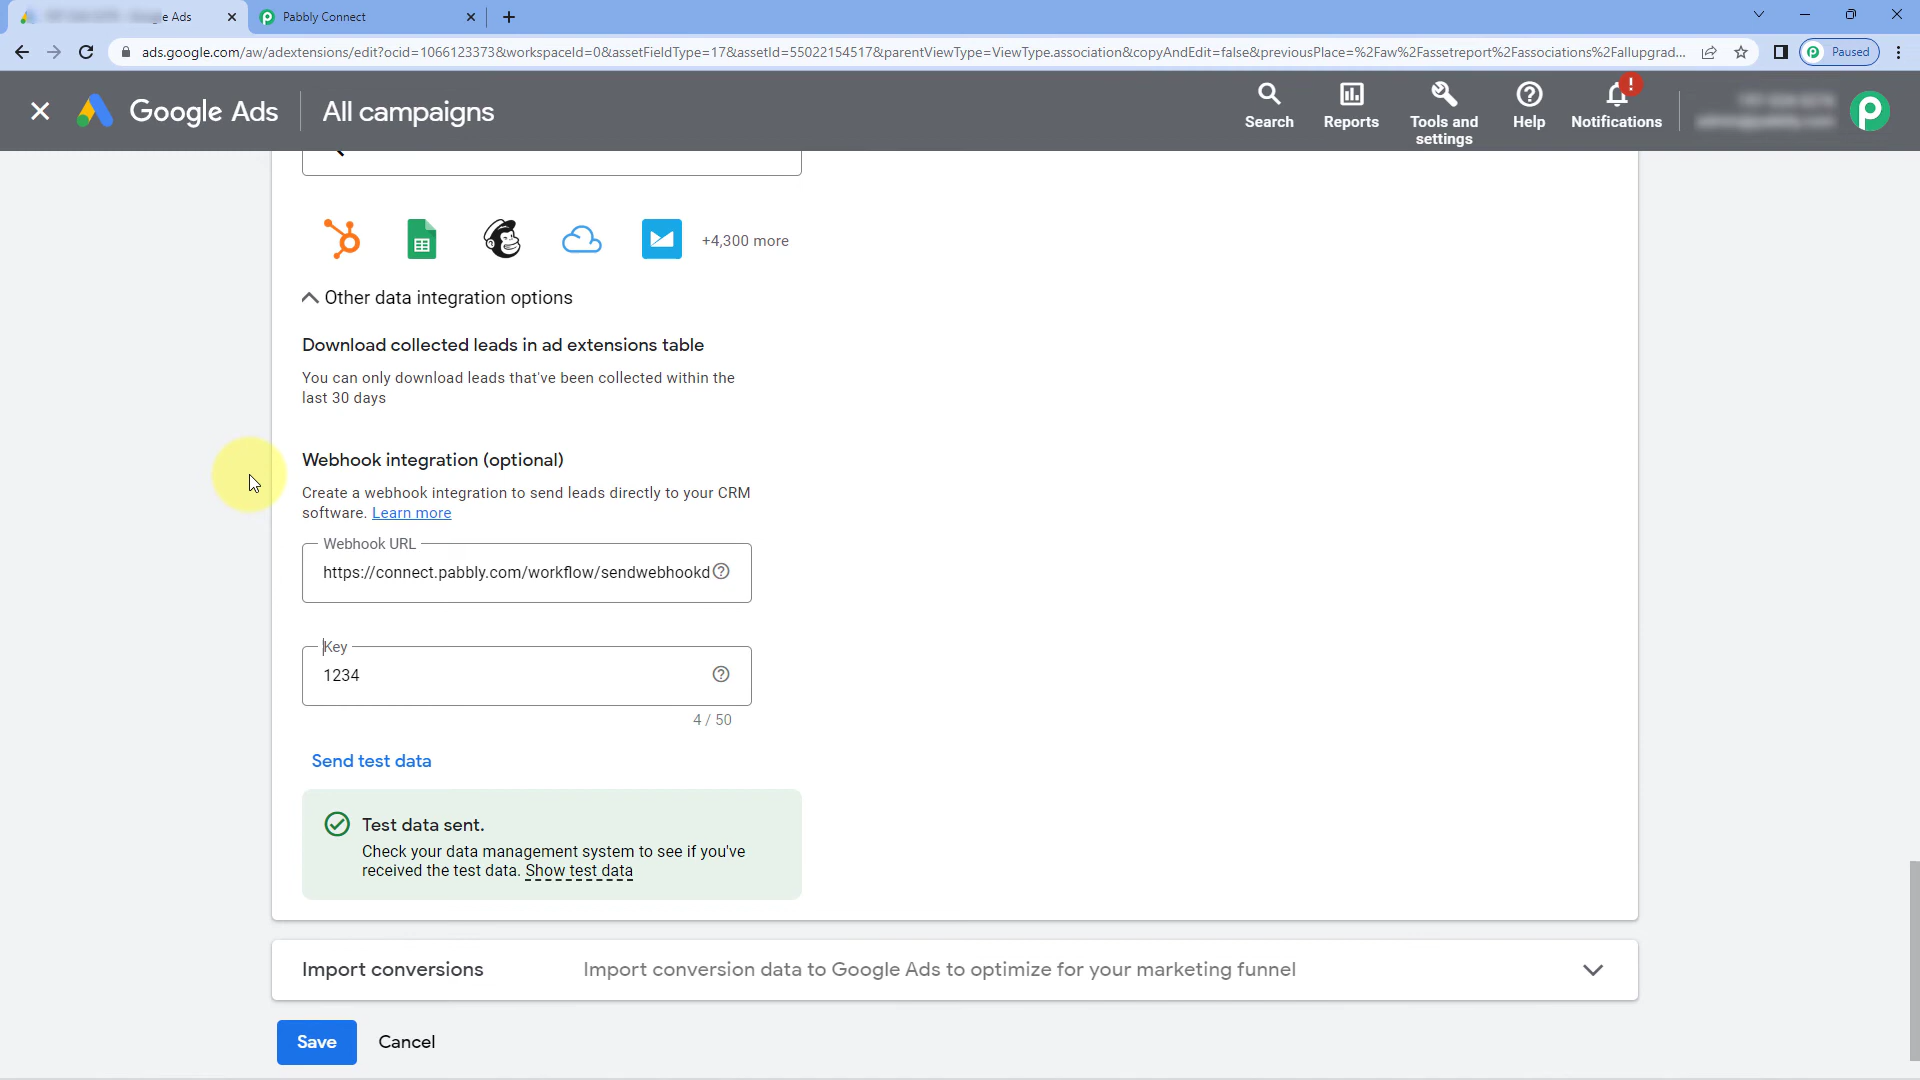 Ads
Pabbly Connect
ads.google.com/aw/adextensions/edit?ocid=1066123373&workspaceId=0&assetFieldType=17&assetId=55022154517&parentViewType=ViewType.association&copyAndEdit=false&previousPlace=%2Faw%2Fassetreport%2Fassociations%2Fallupgrad...
Paused
Google Ads
All campaigns
Search
Reports
Tools and
settings
Help
Notifications
+4,300 more
Other data integration options
Download collected leads in ad extensions table
You can only download leads that've been collected within the
last 30 days
Webhook integration (optional)
Create a webhook integration to send leads directly to your CRM
software. Learn more
Webhook URL
https://connect.pabbly.com/workflow/sendwebhookd
Key
1234
4 / 50
Send test data
Test data sent.
Check your data management system to see if you've
received the test data. Show test data
Import conversions
Import conversion data to Google Ads to optimize for your marketing funnel
Save
Cancel